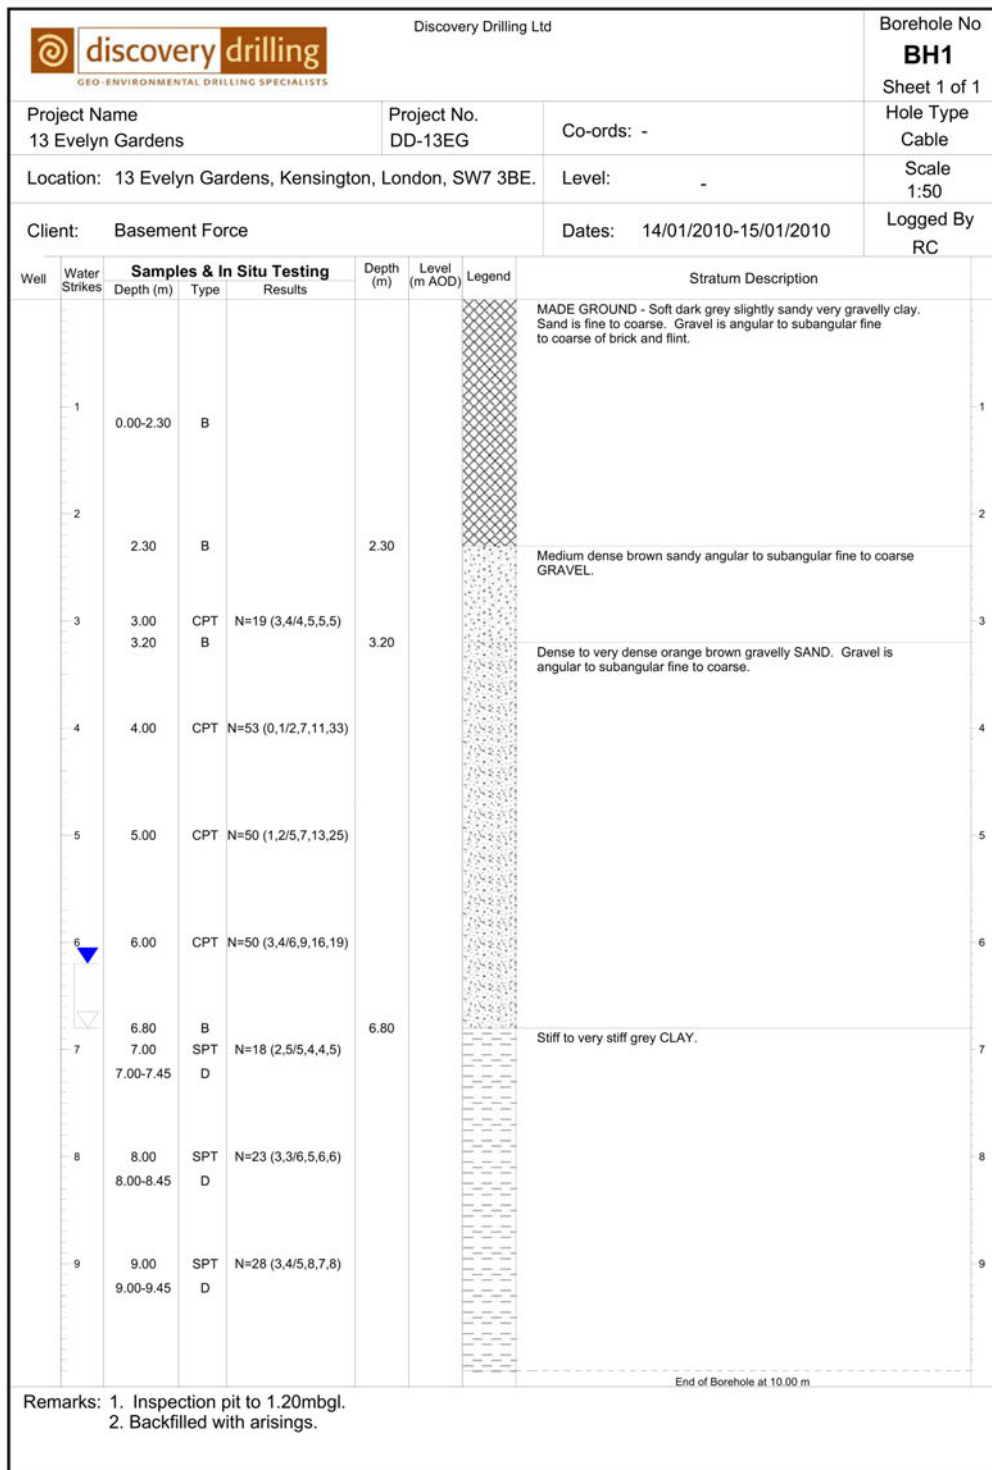 Discovery Drilling Ltd
discovery drilling
GEO-ENVIRONMENTAL DRILLING SPECIALISTS
Borehole No
BH1
Sheet 1 of 1
Project Name
13 Evelyn Gardens
Project No.
DD-13EG
Co-ords: -
Hole Type
Cable
Location: 13 Evelyn Gardens, Kensington, London, SW7 3BE.
Level: -
Scale
1:50
Client: Basement Force
Dates: 14/01/2010-15/01/2010
Logged By
RC
Well
Water Strikes
Samples & In Situ Testing
Depth (m) Type Results
Depth (m)
Level (m AOD)
Legend
Stratum Description
MADE GROUND - Soft dark grey slightly sandy very gravelly clay.
Sand is fine to coarse. Gravel is angular to subangular fine
to coarse of brick and flint.
1 1
0.00-2.30 B
2 2
2.30 B 2.30
Medium dense brown sandy angular to subangular fine to coarse
GRAVEL.
3 3.00 CPT N=19 (3,4/4,5,5,5) 3
3.20 B 3.20
Dense to very dense orange brown gravelly SAND. Gravel is
angular to subangular fine to coarse.
4 4.00 CPT N=53 (0,1/2,7,11,33) 4
5 5.00 CPT N=50 (1,2/5,7,13,25) 5
6 6.00 CPT N=50 (3,4/6,9,16,19) 6
6.80 B 6.80
Stiff to very stiff grey CLAY.
7 7.00 SPT N=18 (2,5/5,4,4,5) 7
7.00-7.45 D
8 8.00 SPT N=23 (3,3/6,5,6,6) 8
8.00-8.45 D
9 9.00 SPT N=28 (3,4/5,8,7,8) 9
9.00-9.45 D
End of Borehole at 10.00 m
Remarks: 1. Inspection pit to 1.20mbgl.
2. Backfilled with arisings.